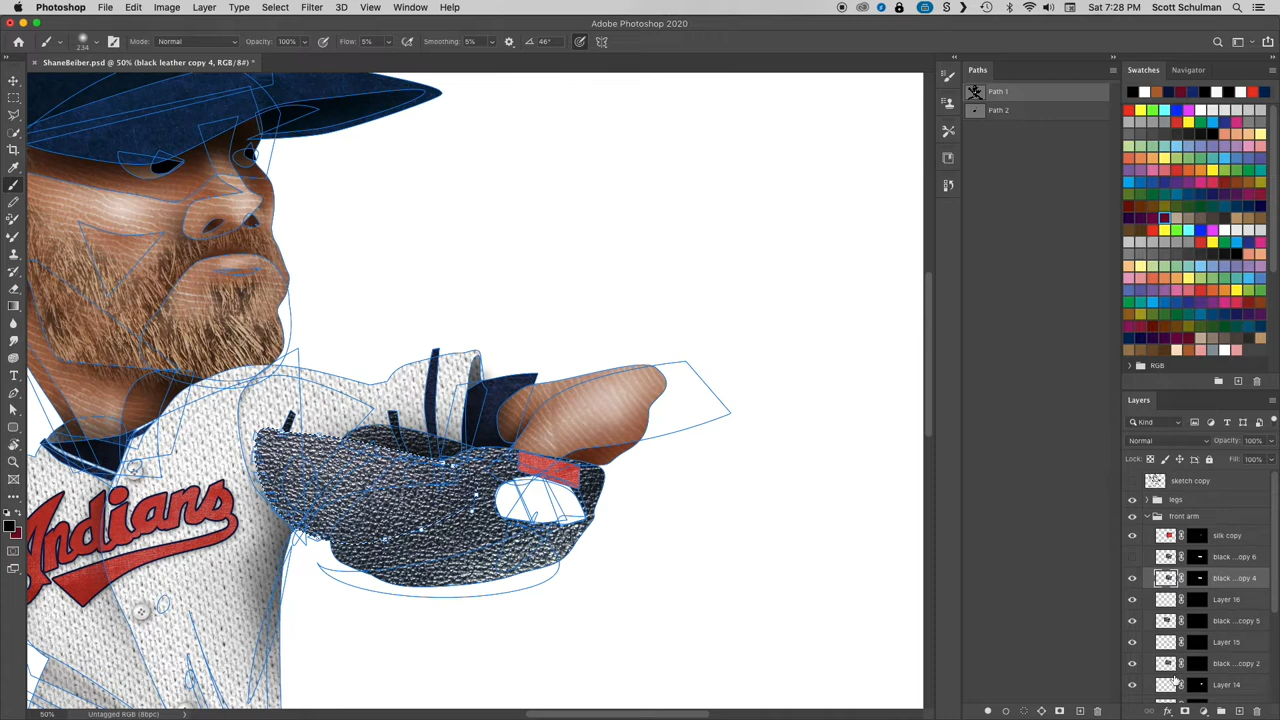 Photoshop File Edit Image Layer Type Select Filter 3D View Window Help Sat 7:28 PM Scott Schulman
Adobe Photoshop 2020
234 Mode: Normal Opacity: 100% Flow: 5% Smoothing: 5% 46°
ShaneBeiber.psd @ 50% (black leather copy 4, RGB/8#) *
Paths
Path 1
Path 2
Swatches Navigator
RGB
Layers
Kind
Normal Opacity: 100%
Lock: Fill: 100%
sketch copy
legs
front arm
silk copy
black ...opy 6
black ...opy 4
Layer 16
black ...copy 5
Layer 15
black ...copy 2
Layer 14
Indians
50% Untagged RGB (8bpc)